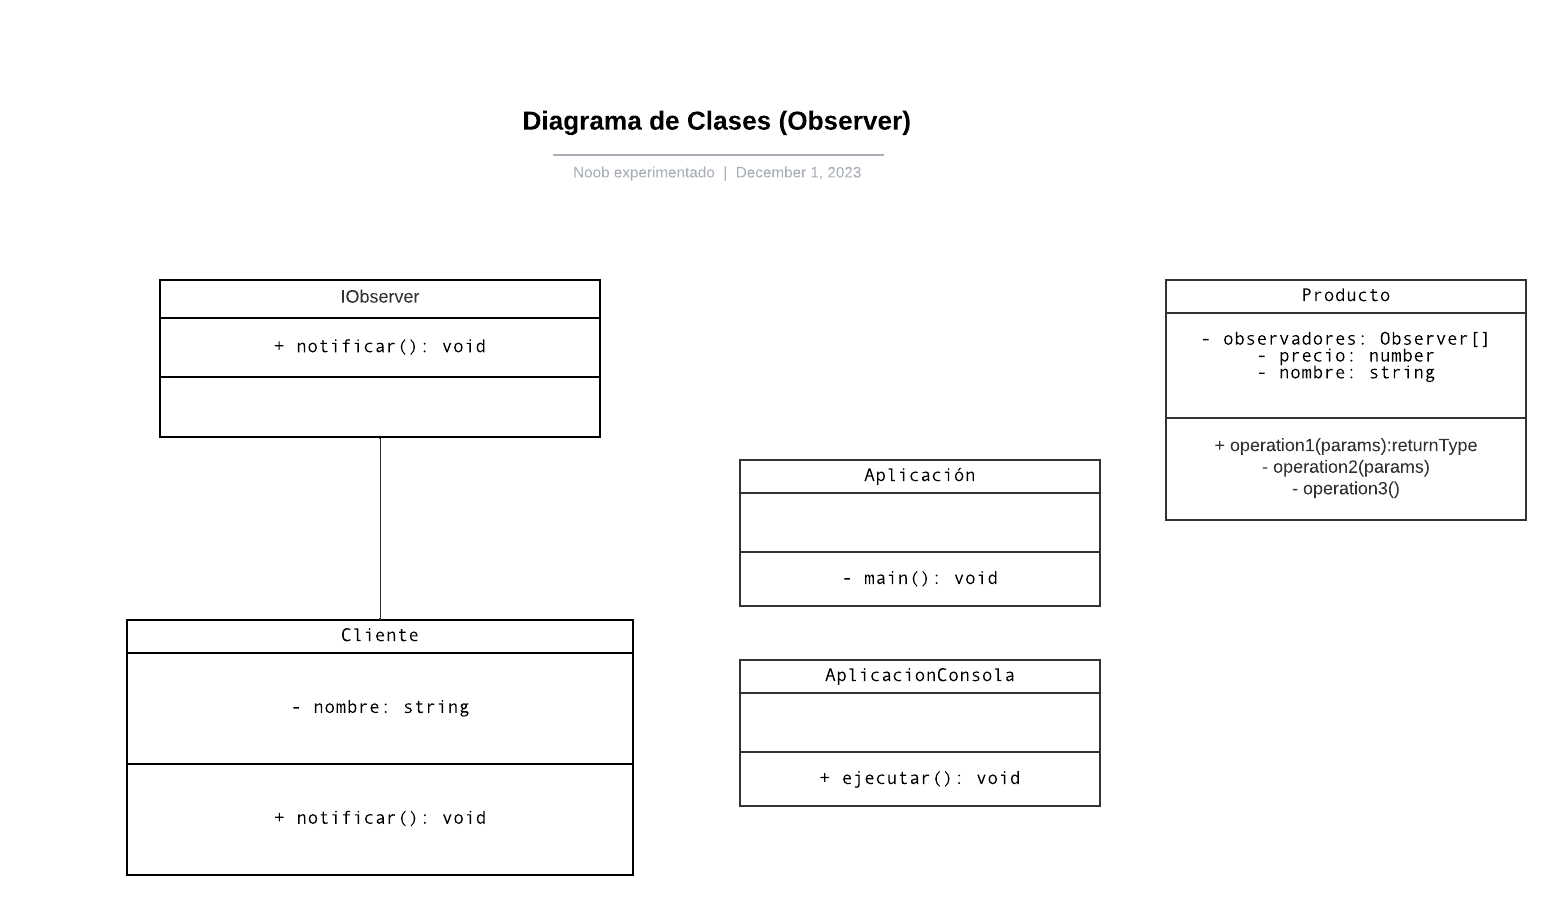 Diagrama de Clases (Observer)
Noob experimentado | December 1, 2023
IObserver
+ notificar(): void
Cliente
- nombre: string
+ notificar(): void
Aplicación
- main(): void
AplicacionConsola
+ ejecutar(): void
Producto
- observadores: Observer[]
- precio: number
- nombre: string
+ operation1(params):returnType
- operation2(params)
- operation3()